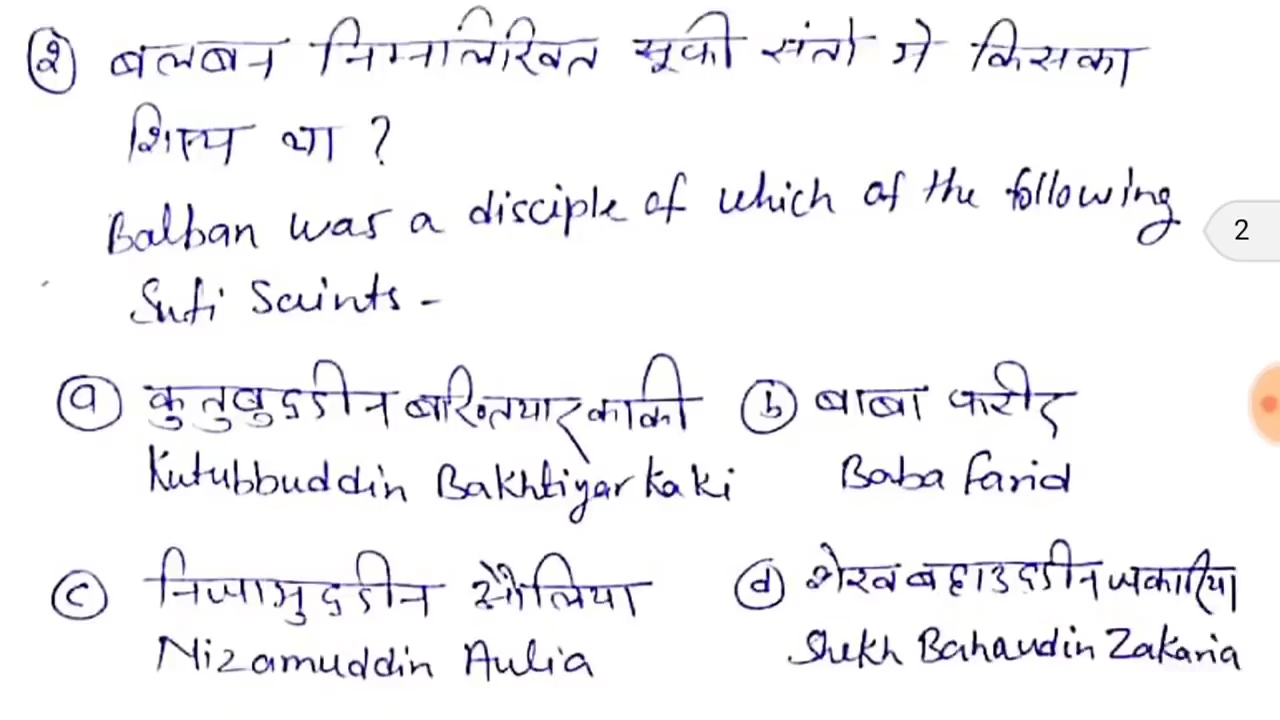 ② बलबन निम्नलिखित सूफी संतो मे किसका
शिष्य था ?
Balban was a disciple of which of the following
2
Sufi Saints -
ⓐ कुतुबुद्दीन बख्तियार काकी ⓑ बाबा फरीद
Kutubbuddin Bakhtiyar kaki Baba farid
ⓒ निजामुद्दीन औलिया ⓓ शेख बहाउद्दीन जकारिया
Nizamuddin Aulia Shekh Bahaudin Zakaria